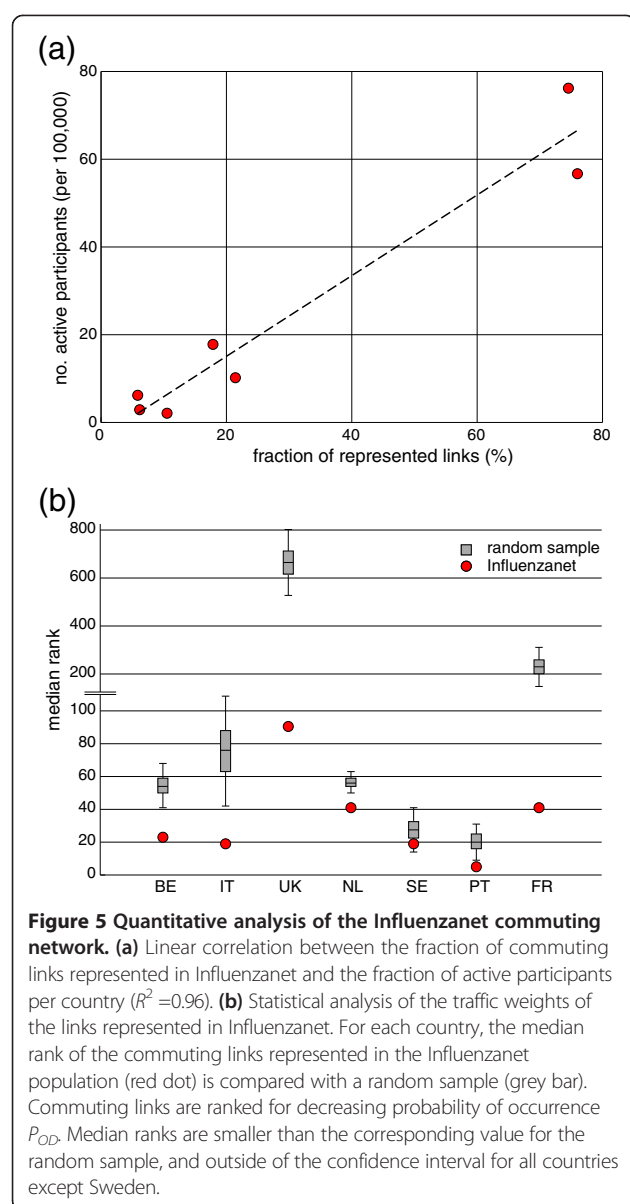 (a)
80
60
40
20
0
no. active participants (per 100,000)
0 20 40 60 80
fraction of represented links (%)
(b)
800
600
400
200
100
80
60
40
20
0
median rank
random sample
Influenzanet
BE IT UK NL SE PT FR
Figure 5 Quantitative analysis of the Influenzanet commuting
network. (a) Linear correlation between the fraction of commuting
links represented in Influenzanet and the fraction of active participants
per country (R² =0.96). (b) Statistical analysis of the traffic weights of
the links represented in Influenzanet. For each country, the median
rank of the commuting links represented in the Influenzanet
population (red dot) is compared with a random sample (grey bar).
Commuting links are ranked for decreasing probability of occurrence
P_OD. Median ranks are smaller than the corresponding value for the
random sample, and outside of the confidence interval for all countries
except Sweden.